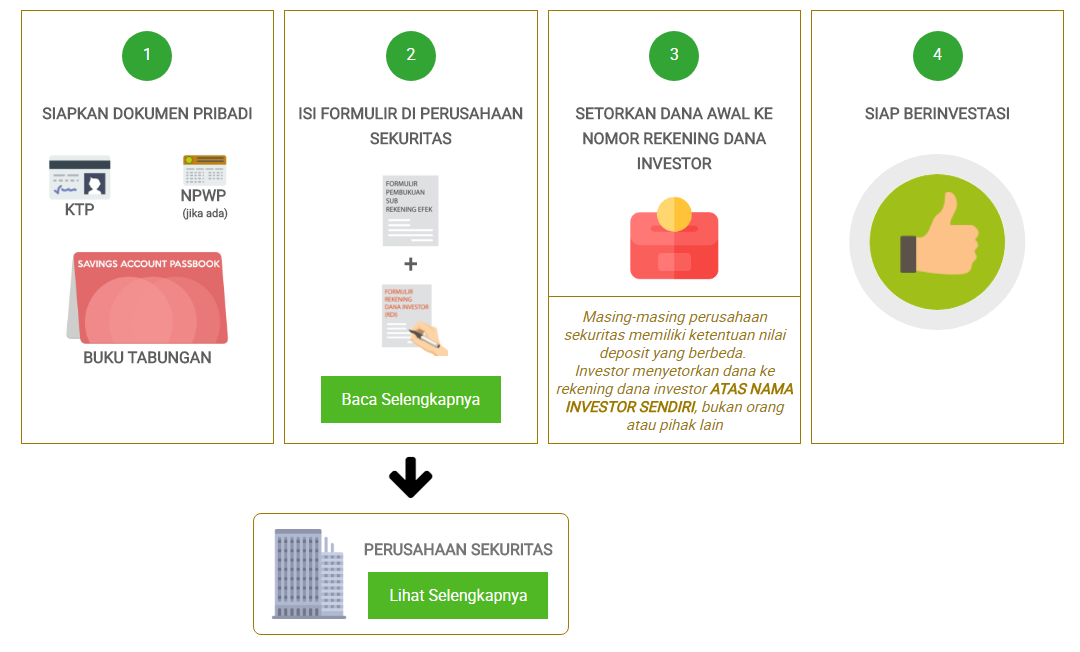 1
SIAPKAN DOKUMEN PRIBADI
KTP
NPWP
(jika ada)
SAVINGS ACCOUNT PASSBOOK
BUKU TABUNGAN
2
ISI FORMULIR DI PERUSAHAAN
SEKURITAS
FORMULIR
PEMBUKUAN
SUB
REKENING EFEK
+
FORMULIR
REKENING
DANA INVESTOR
(RDI)
Baca Selengkapnya
3
SETORKAN DANA AWAL KE
NOMOR REKENING DANA
INVESTOR
Masing-masing perusahaan
sekuritas memiliki ketentuan nilai
deposit yang berbeda.
Investor menyetorkan dana ke
rekening dana investor ATAS NAMA
INVESTOR SENDIRI, bukan orang
atau pihak lain
4
SIAP BERINVESTASI
PERUSAHAAN SEKURITAS
Lihat Selengkapnya